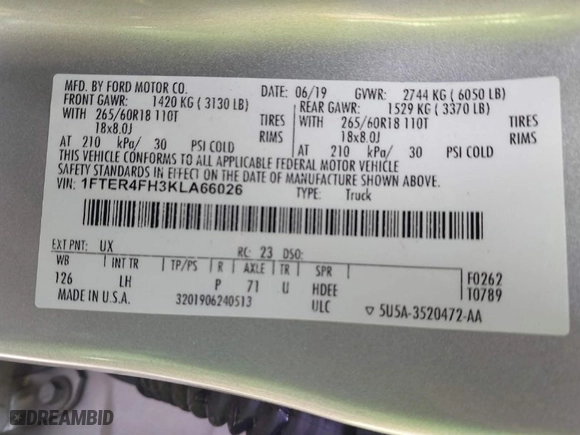 MFD. BY FORD MOTOR CO.
DATE: 06/19 GVWR: 2744 KG ( 6050 LB)
FRONT GAWR: 1420 KG ( 3130 LB) REAR GAWR: 1529 KG ( 3370 LB)
WITH 265/60R18 110T TIRES WITH 265/60R18 110T TIRES
18x8.0J RIMS 18x8.0J RIMS
AT 210 kPa/ 30 PSI COLD AT 210 kPa/ 30 PSI COLD
THIS VEHICLE CONFORMS TO ALL APPLICABLE FEDERAL MOTOR VEHICLE
SAFETY STANDARDS IN EFFECT ON THE DATE OF MANUFACTURE SHOWN ABOVE.
VIN: 1FTER4FH3KLA66026 TYPE: Truck
EXT PNT: UX RC: 23 DSO:
WB INT TR TP/PS R AXLE TR SPR F0262
126 LH P 71 U HDEE 10789
MADE IN U.S.A. 3201906240513 ULC ▽ 5U5A-3520472-AA
DREAMBID